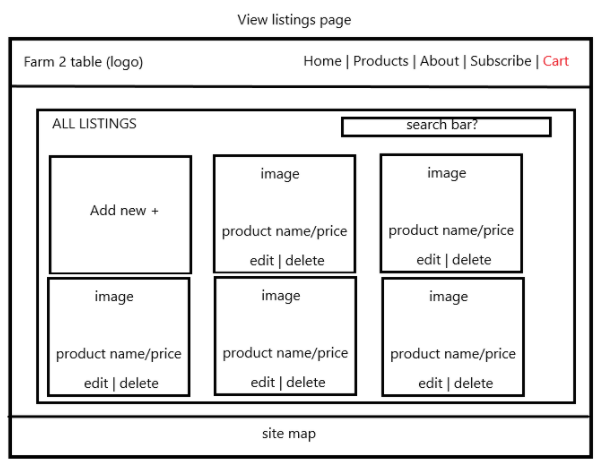 View listings page
Farm 2 table (logo)
Home | Products | About | Subscribe | Cart
ALL LISTINGS
search bar?
Add new +
image
product name/price
edit | delete
image
product name/price
edit | delete
image
product name/price
edit | delete
image
product name/price
edit | delete
image
product name/price
edit | delete
site map